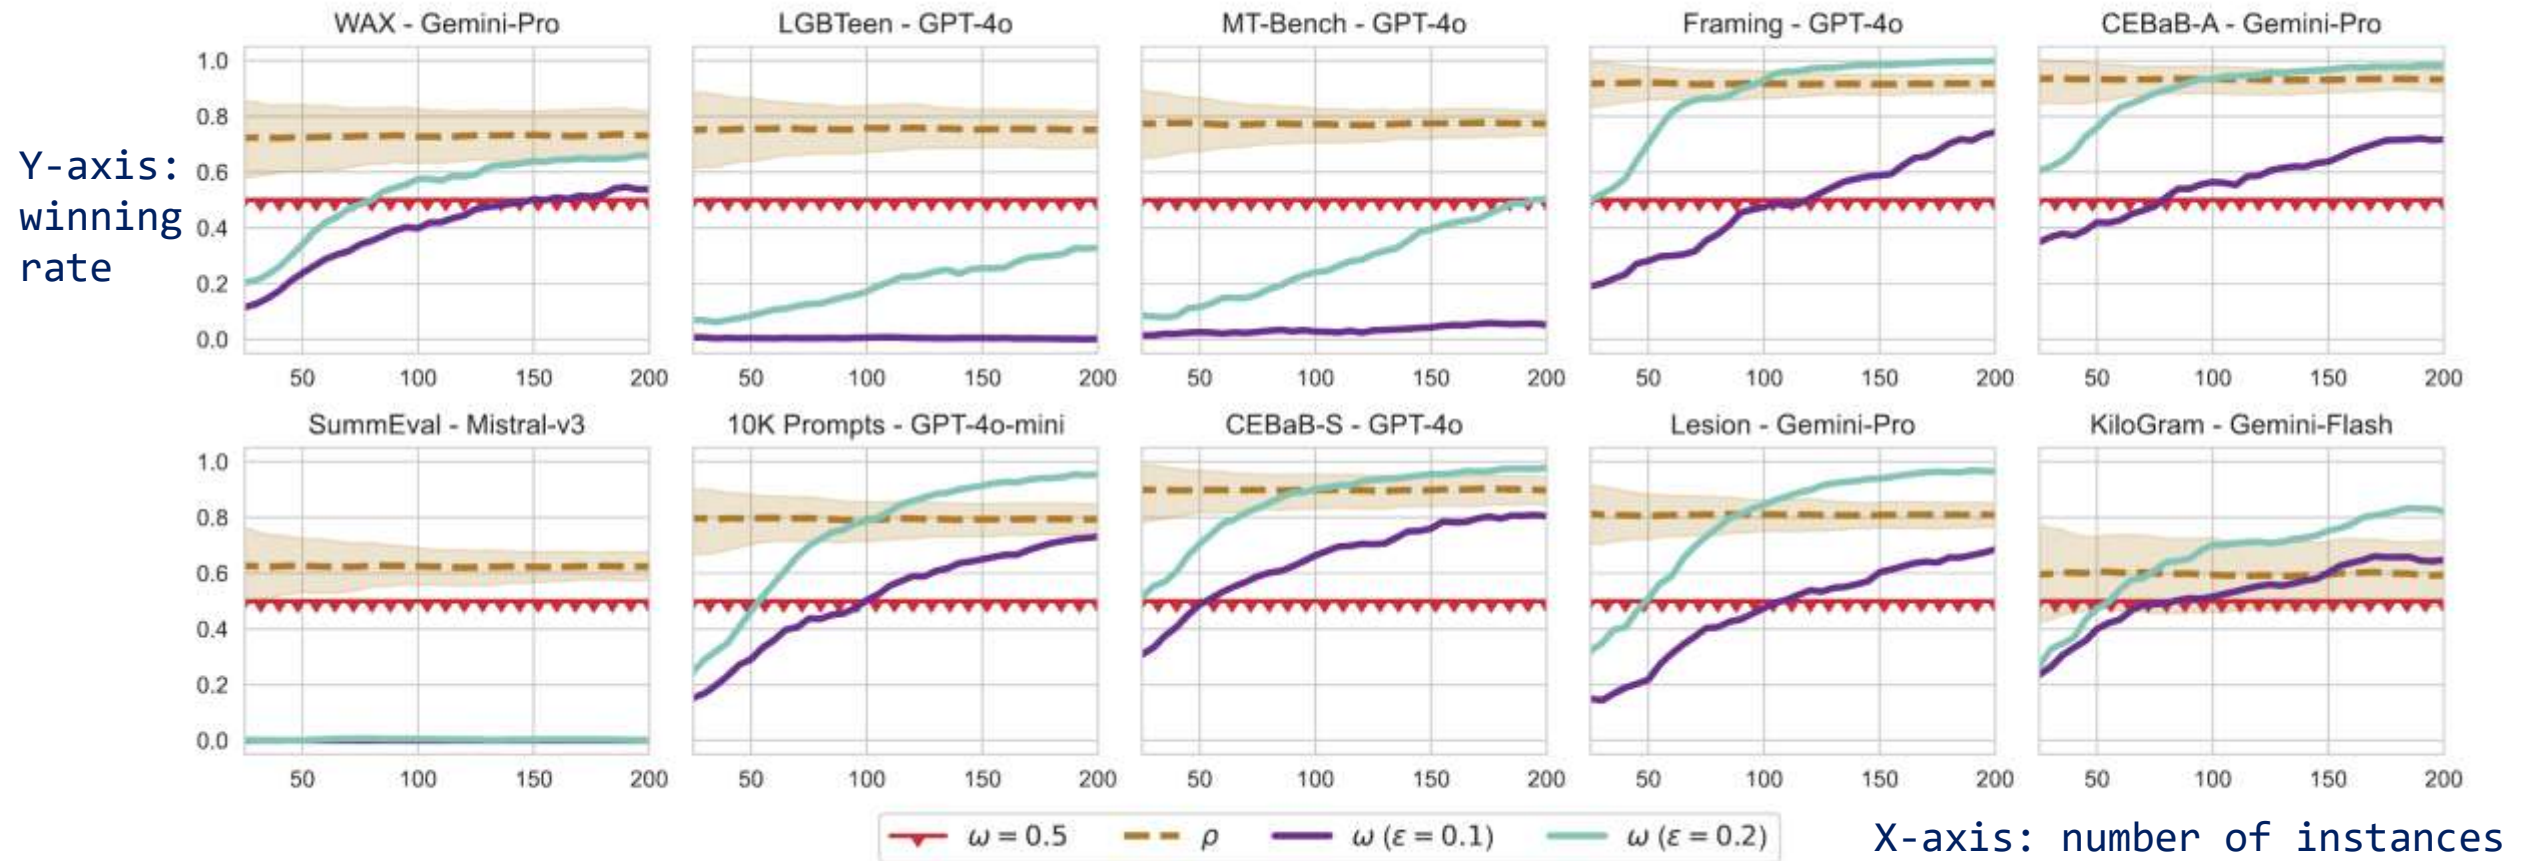 WAX - Gemini-Pro
LGBTeen - GPT-4o
MT-Bench - GPT-4o
Framing - GPT-4o
CEBaB-A - Gemini-Pro
Y-axis:
winning
rate
1.0
0.8
0.6
0.4
0.2
0.0
50 100 150 200
50 100 150 200
50 100 150 200
50 100 150 200
50 100 150 200
SummEval - Mistral-v3
10K Prompts - GPT-4o-mini
CEBaB-S - GPT-4o
Lesion - Gemini-Pro
KiloGram - Gemini-Flash
1.0
0.8
0.6
0.4
0.2
0.0
50 100 150 200
50 100 150 200
50 100 150 200
50 100 150 200
50 100 150 200
ω = 0.5 ρ ω (ε = 0.1) ω (ε = 0.2)
X-axis: number of instances